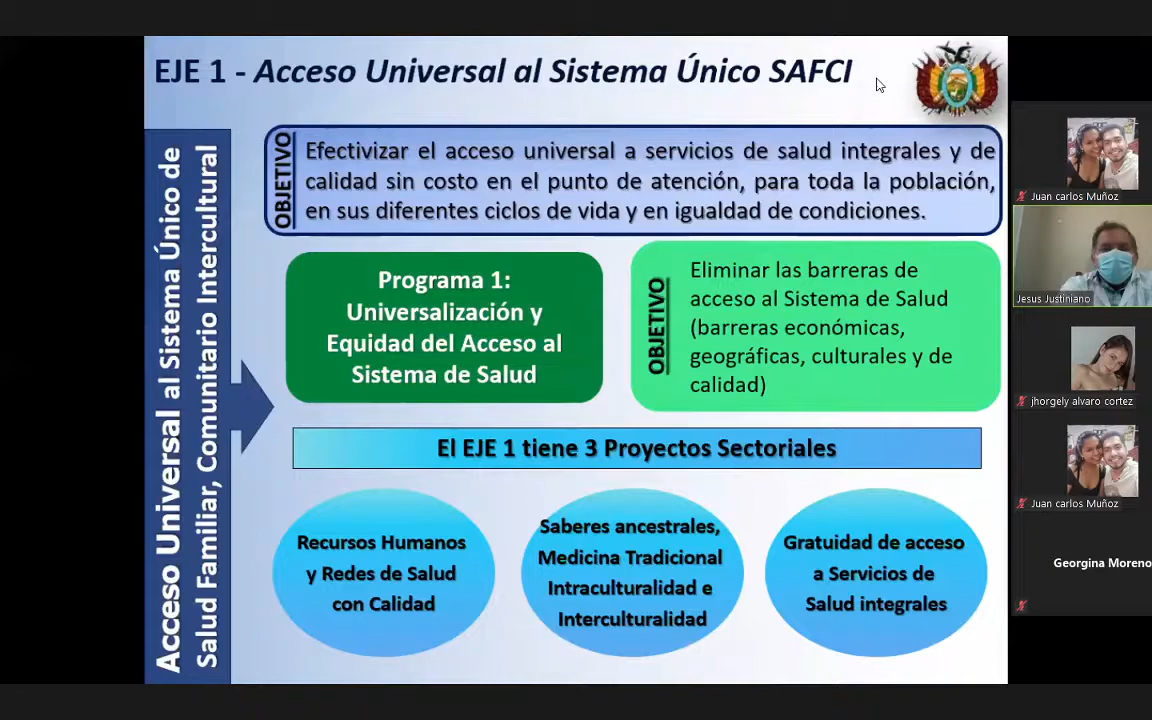 EJE 1 - Acceso Universal al Sistema Único SAFCI
Acceso Universal al Sistema Único de
Salud Familiar, Comunitario Intercultural
OBJETIVO
Efectivizar el acceso universal a servicios de salud integrales y de
calidad sin costo en el punto de atención, para toda la población,
en sus diferentes ciclos de vida y en igualdad de condiciones.
Programa 1:
Universalización y
Equidad del Acceso al
Sistema de Salud
OBJETIVO
Eliminar las barreras de
acceso al Sistema de Salud
(barreras económicas,
geográficas, culturales y de
calidad)
El EJE 1 tiene 3 Proyectos Sectoriales
Recursos Humanos
y Redes de Salud
con Calidad
Saberes ancestrales,
Medicina Tradicional
Intraculturalidad e
Interculturalidad
Gratuidad de acceso
a Servicios de
Salud integrales
Juan carlos Muñoz
Jesus Justiniano
jhorgely alvaro cortez
Juan carlos Muñoz
Georgina Moreno